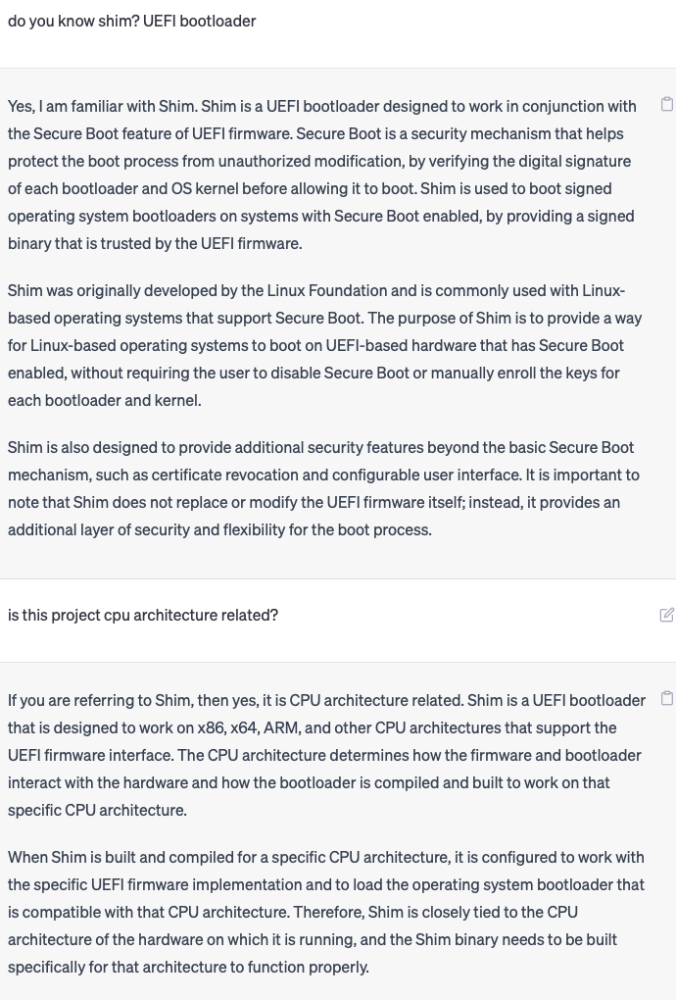 do you know shim? UEFI bootloader
Yes, I am familiar with Shim. Shim is a UEFI bootloader designed to work in conjunction with
the Secure Boot feature of UEFI firmware. Secure Boot is a security mechanism that helps
protect the boot process from unauthorized modification, by verifying the digital signature
of each bootloader and OS kernel before allowing it to boot. Shim is used to boot signed
operating system bootloaders on systems with Secure Boot enabled, by providing a signed
binary that is trusted by the UEFI firmware.
Shim was originally developed by the Linux Foundation and is commonly used with Linux-
based operating systems that support Secure Boot. The purpose of Shim is to provide a way
for Linux-based operating systems to boot on UEFI-based hardware that has Secure Boot
enabled, without requiring the user to disable Secure Boot or manually enroll the keys for
each bootloader and kernel.
Shim is also designed to provide additional security features beyond the basic Secure Boot
mechanism, such as certificate revocation and configurable user interface. It is important to
note that Shim does not replace or modify the UEFI firmware itself; instead, it provides an
additional layer of security and flexibility for the boot process.
is this project cpu architecture related?
If you are referring to Shim, then yes, it is CPU architecture related. Shim is a UEFI bootloader
that is designed to work on x86, x64, ARM, and other CPU architectures that support the
UEFI firmware interface. The CPU architecture determines how the firmware and bootloader
interact with the hardware and how the bootloader is compiled and built to work on that
specific CPU architecture.
When Shim is built and compiled for a specific CPU architecture, it is configured to work with
the specific UEFI firmware implementation and to load the operating system bootloader that
is compatible with that CPU architecture. Therefore, Shim is closely tied to the CPU
architecture of the hardware on which it is running, and the Shim binary needs to be built
specifically for that architecture to function properly.